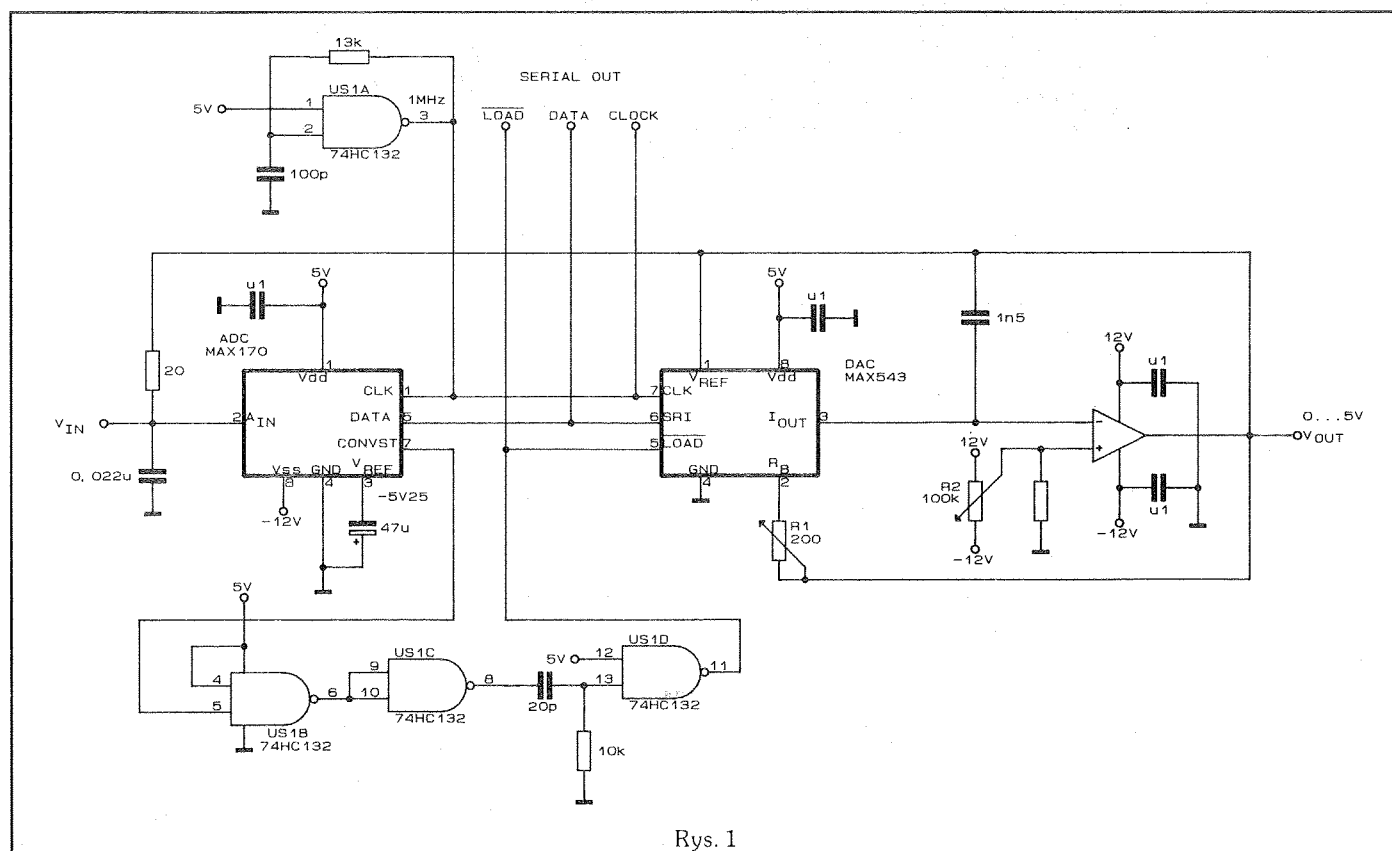 13k
SERIAL OUT
US1A
1MHz
5V
1
2
3
74HC132
LOAD
DATA
CLOCK
100p
5V
u1
1
Vdd
ADC
MAX170
20
CLK
1
DATA
5
CONVST
7
2
AIN
VIN
0,022u
Vss
8
-12V
GND
4
VREF
3
-5V25
47u
+
5V
u1
1
VREF
8
Vdd
DAC
MAX543
7
CLK
6
SRI
5
LOAD
IOUT
3
GND
4
RB
2
R1
200
1n5
12V
u1
-
+
u1
-12V
12V
R2
100k
-12V
0...5V
VOUT
5V
4
5
6
US1B
74HC132
US1C
9
10
8
74HC132
20p
10k
US1D
5V
12
13
11
74HC132
Rys. 1